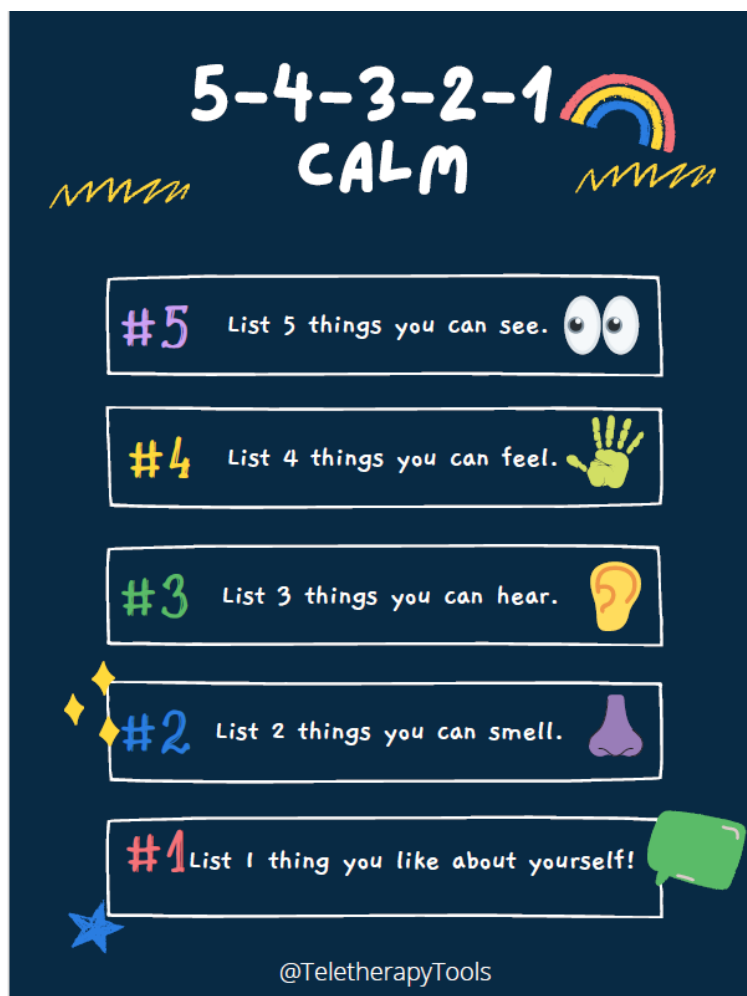 5-4-3-2-1
CALM
#5 List 5 things you can see.
#4 List 4 things you can feel.
#3 List 3 things you can hear.
#2 List 2 things you can smell.
#1 List 1 thing you like about yourself!
@TeletherapyTools